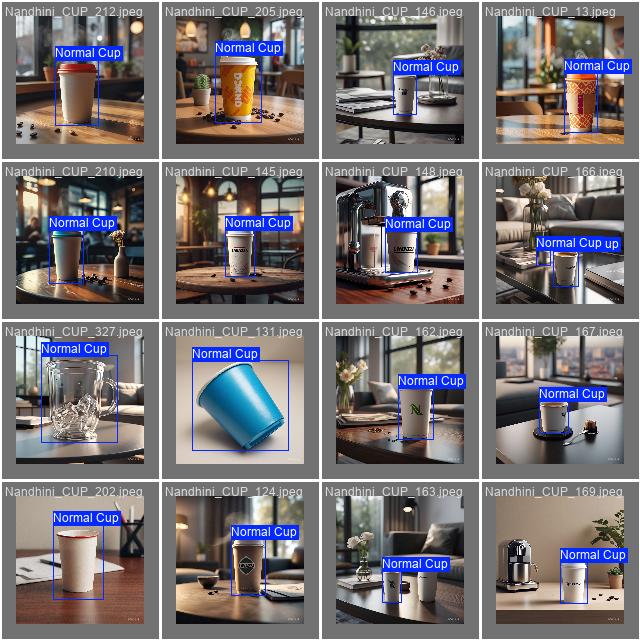 Nandhini_CUP_212.jpeg
Normal Cup
Nandhini_CUP_205.jpeg
Normal Cup
Nandhini_CUP_146.jpeg
Normal Cup
Nandhini_CUP_13.jpeg
Normal Cup
Nandhini_CUP_210.jpeg
Normal Cup
Nandhini_CUP_145.jpeg
Normal Cup
Nandhini_CUP_148.jpeg
Normal Cup
Nandhini_CUP_166.jpeg
Normal Cup up
Nandhini_CUP_327.jpeg
Normal Cup
Nandhini_CUP_131.jpeg
Normal Cup
Nandhini_CUP_162.jpeg
Normal Cup
N
Nandhini_CUP_167.jpeg
Normal Cup
Nandhini_CUP_202.jpeg
Normal Cup
Nandhini_CUP_124.jpeg
Normal Cup
Nandhini_CUP_163.jpeg
Normal Cup
Nandhini_CUP_169.jpeg
Normal Cup